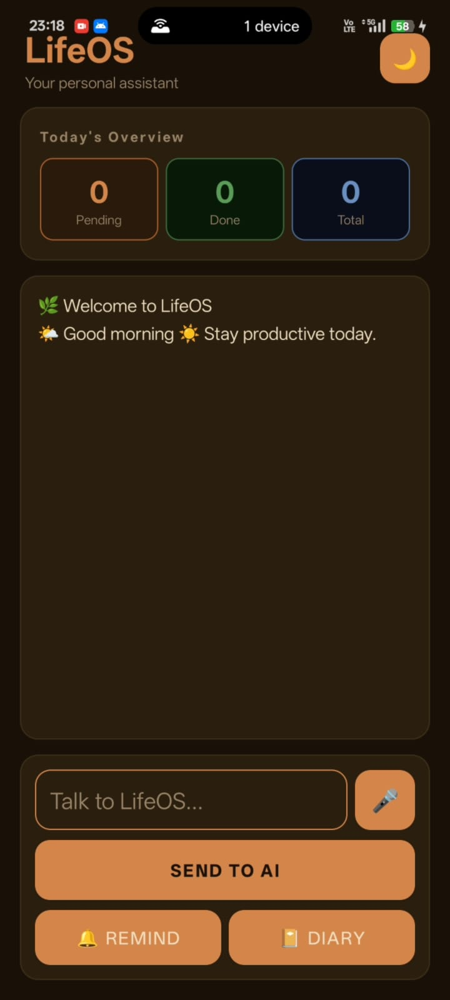 23:18
1 device
Vo LTE
5G
58
LifeOS
Your personal assistant
Today's Overview
0
Pending
0
Done
0
Total
🌿 Welcome to LifeOS
🌤️ Good morning ☀️ Stay productive today.
Talk to LifeOS...
SEND TO AI
🔔 REMIND
📔 DIARY